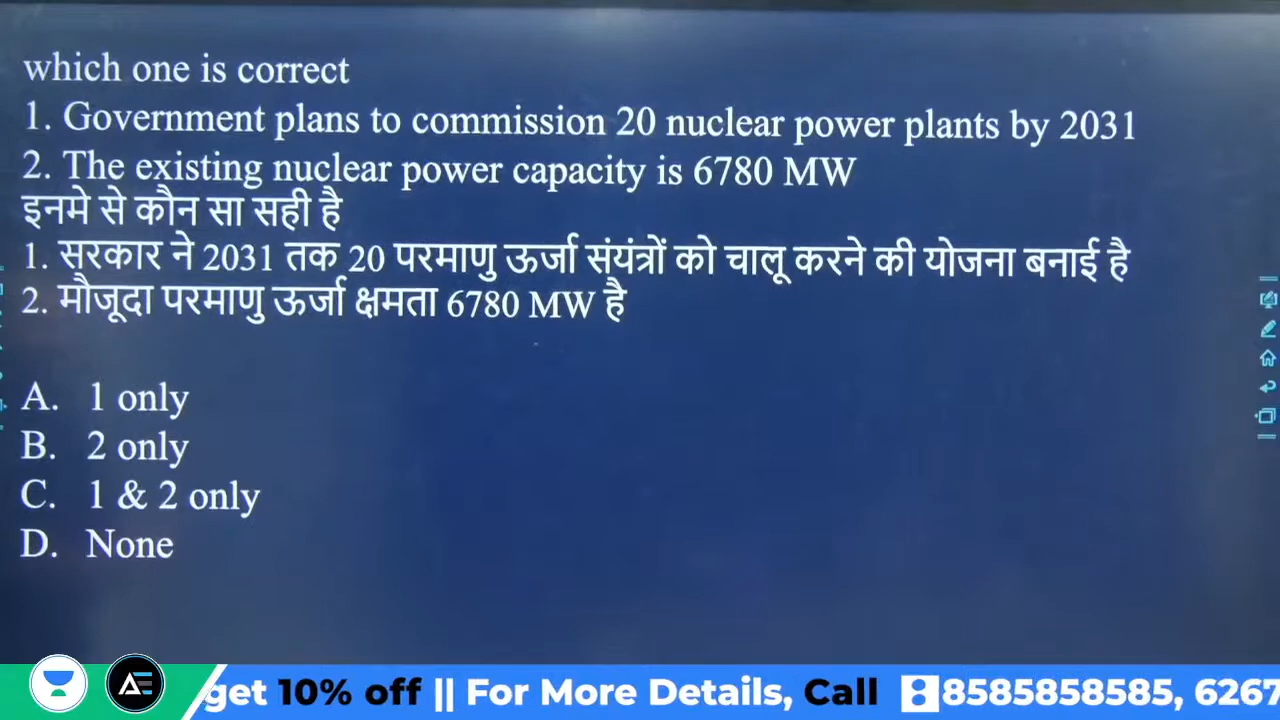 which one is correct
1. Government plans to commission 20 nuclear power plants by 2031
2. The existing nuclear power capacity is 6780 MW
इनमे से कौन सा सही है
1. सरकार ने 2031 तक 20 परमाणु ऊर्जा संयंत्रों को चालू करने की योजना बनाई है
2. मौजूदा परमाणु ऊर्जा क्षमता 6780 MW है
A. 1 only
B. 2 only
C. 1 & 2 only
D. None
get 10% off || For More Details, Call 8585858585, 6267